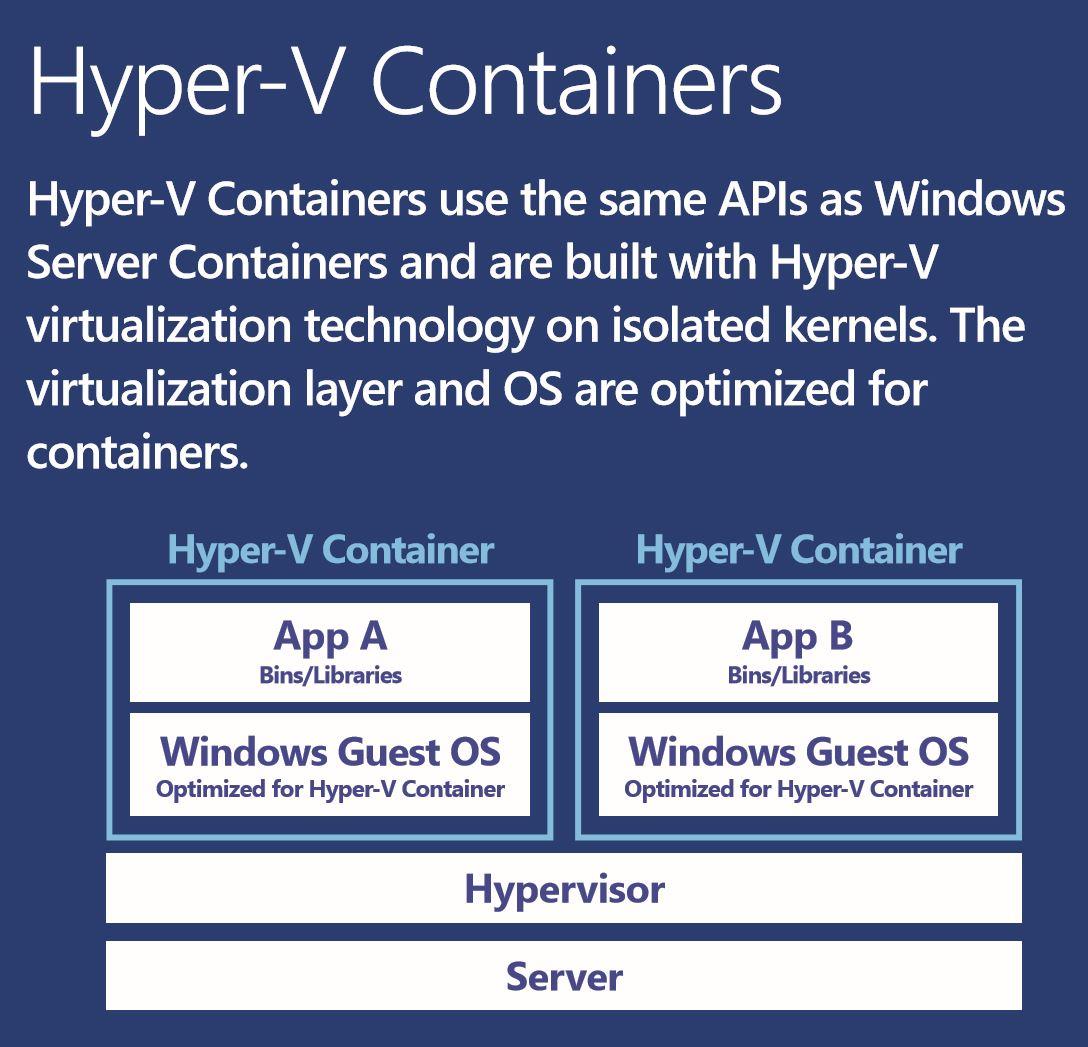 Hyper-V Containers
Hyper-V Containers use the same APIs as Windows
Server Containers and are built with Hyper-V
virtualization technology on isolated kernels. The
virtualization layer and OS are optimized for
containers.
Hyper-V Container
App A
Bins/Libraries
Windows Guest OS
Optimized for Hyper-V Container
Hyper-V Container
App B
Bins/Libraries
Windows Guest OS
Optimized for Hyper-V Container
Hypervisor
Server